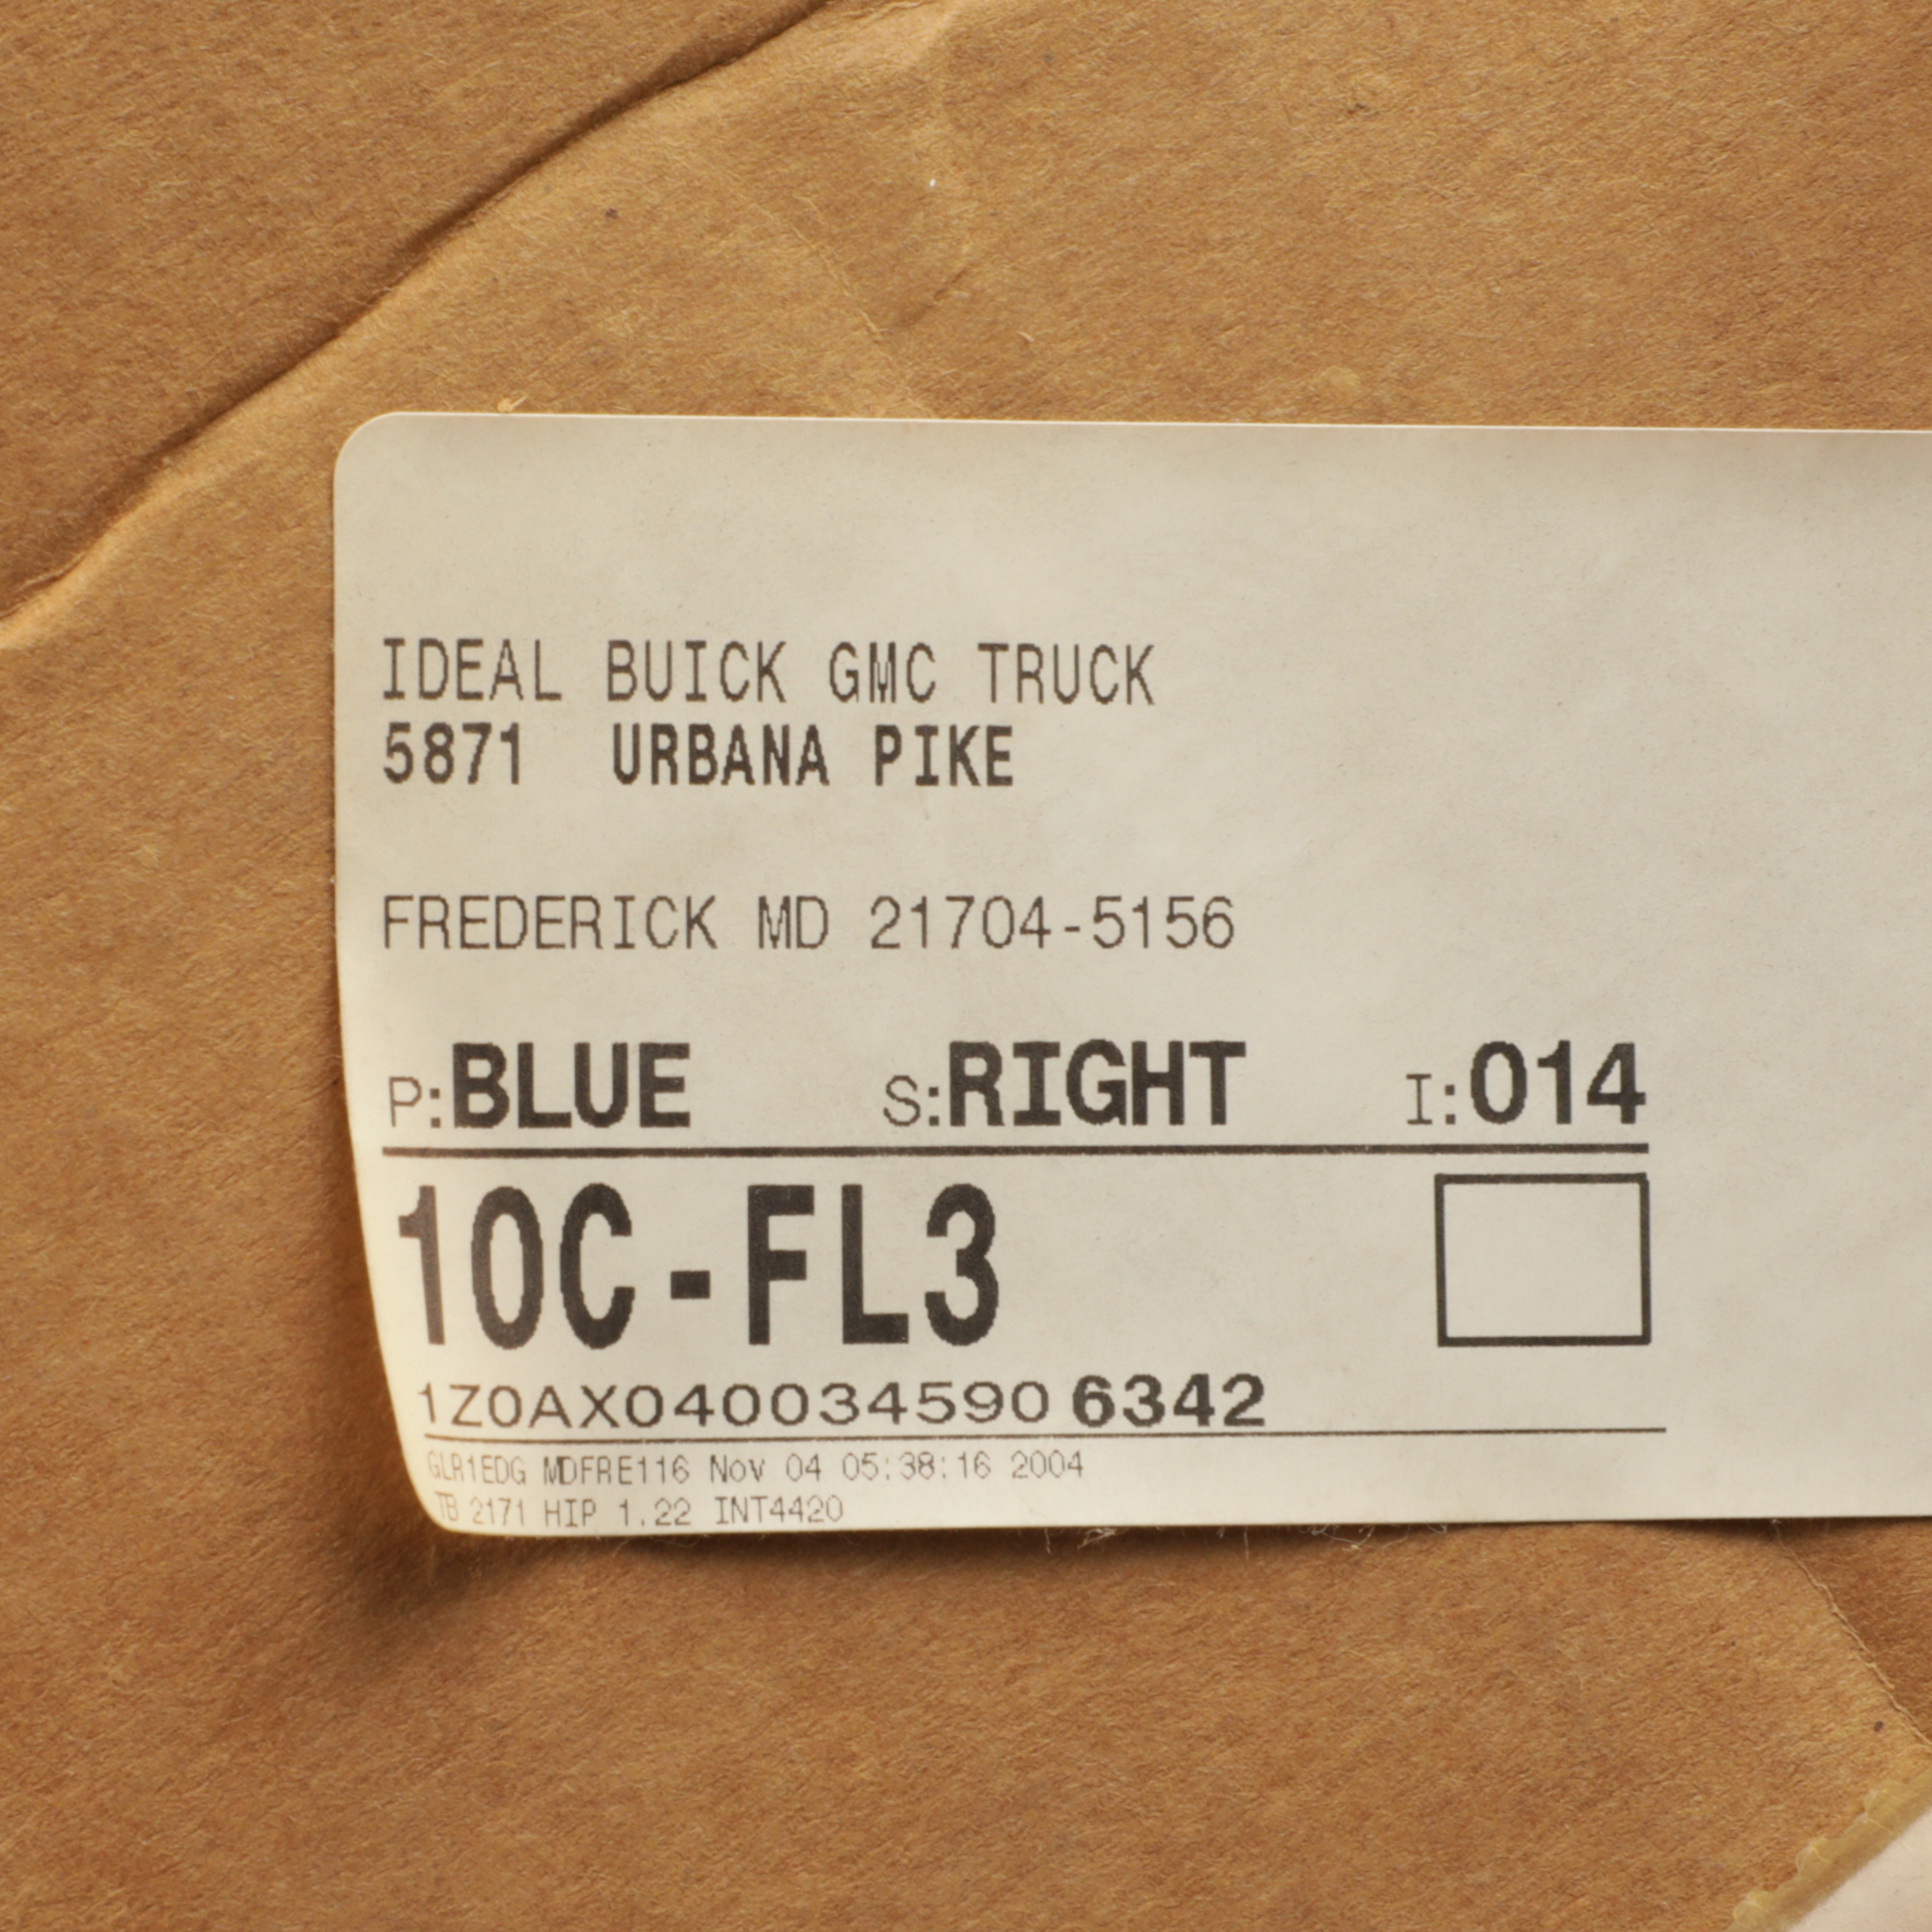 IDEAL BUICK GMC TRUCK
5871 URBANA PIKE
FREDERICK MD 21704-5156
P:BLUE S:RIGHT I:014
10C-FL3
1Z0AX0400345906342
GLR1EDG MDFRE116 Nov 04 05:38:16 2004
TB 2171 HIP 1.22 INT4420